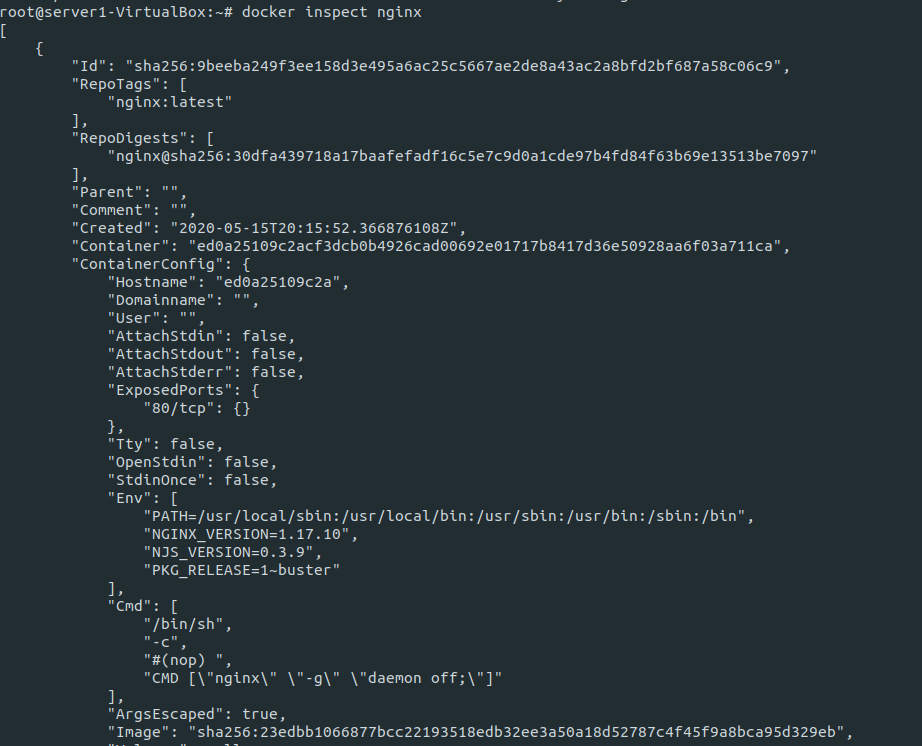 root@server1-VirtualBox:~# docker inspect nginx
[
    {
        "Id": "sha256:9beeba249f3ee158d3e495a6ac25c5667ae2de8a43ac2a8bfd2bf687a58c06c9",
        "RepoTags": [
            "nginx:latest"
        ],
        "RepoDigests": [
            "nginx@sha256:30dfa439718a17baafefadf16c5e7c9d0a1cde97b4fd84f63b69e13513be7097"
        ],
        "Parent": "",
        "Comment": "",
        "Created": "2020-05-15T20:15:52.366876108Z",
        "Container": "ed0a25109c2acf3dcb0b4926cad00692e01717b8417d36e50928aa6f03a711ca",
        "ContainerConfig": {
            "Hostname": "ed0a25109c2a",
            "Domainname": "",
            "User": "",
            "AttachStdin": false,
            "AttachStdout": false,
            "AttachStderr": false,
            "ExposedPorts": {
                "80/tcp": {}
            },
            "Tty": false,
            "OpenStdin": false,
            "StdinOnce": false,
            "Env": [
                "PATH=/usr/local/sbin:/usr/local/bin:/usr/sbin:/usr/bin:/sbin:/bin",
                "NGINX_VERSION=1.17.10",
                "NJS_VERSION=0.3.9",
                "PKG_RELEASE=1~buster"
            ],
            "Cmd": [
                "/bin/sh",
                "-c",
                "#(nop) ",
                "CMD [\"nginx\" \"-g\" \"daemon off;\"]"
            ],
            "ArgsEscaped": true,
            "Image": "sha256:23edbb1066877bcc22193518edb32ee3a50a18d52787c4f45f9a8bca95d329eb",